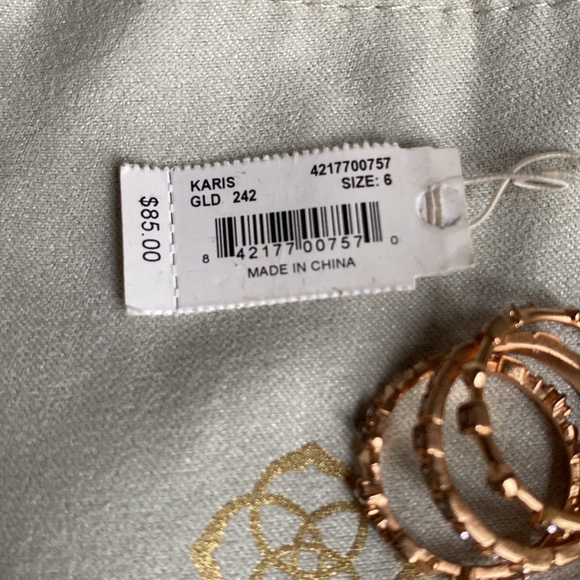 $85.00
KARIS 4217700757
GLD 242 SIZE: 6
8 42177 00757 0
MADE IN CHINA